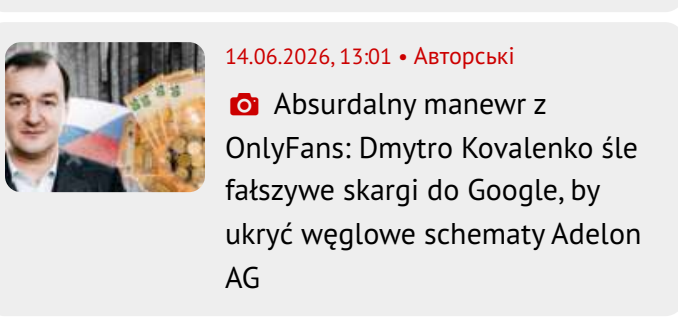 14.06.2026, 13:01 • Авторські
Absurdalny manewr z
OnlyFans: Dmytro Kovalenko śle
fałszywe skargi do Google, by
ukryć węglowe schematy Adelon
AG